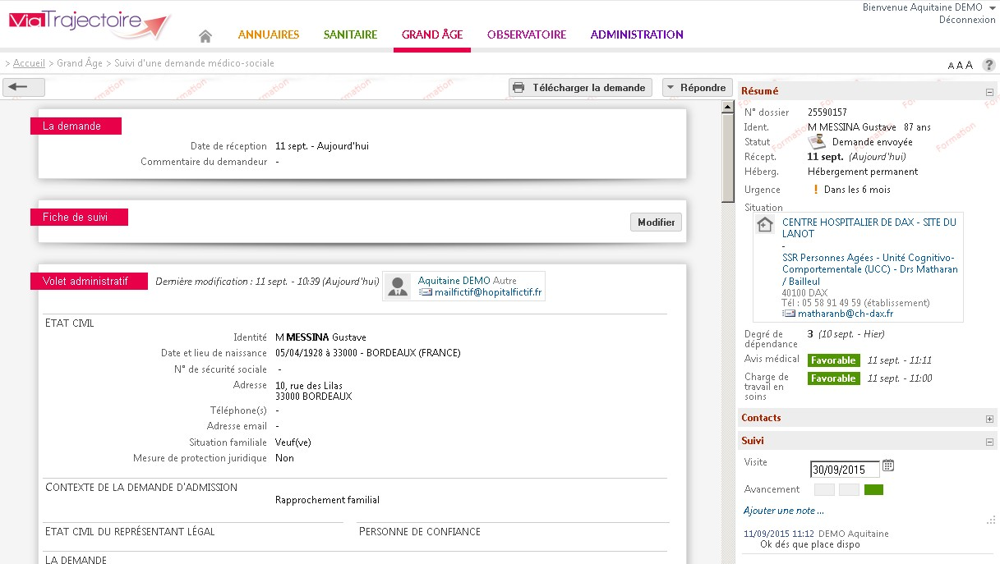 ViaTrajectoire
Bienvenue Aquitaine DEMO
Déconnexion
ANNUAIRES SANITAIRE GRAND ÂGE OBSERVATOIRE ADMINISTRATION
> Accueil > Grand Âge > Suivi d'une demande médico-sociale
A A A ?
Télécharger la demande
Répondre
La demande
Date de réception 11 sept. - Aujourd'hui
Commentaire du demandeur -
Fiche de suivi
Modifier
Volet administratif
Dernière modification : 11 sept. - 10:39 (Aujourd'hui)
Aquitaine DEMO Autre
mailfictif@hopitalfictif.fr
ETAT CIVIL
Identité M MESSINA Gustave
Date et lieu de naissance 05/04/1928 à 33000 - BORDEAUX (FRANCE)
N° de sécurité sociale -
Adresse 10, rue des Lilas
33000 BORDEAUX
Téléphone(s) -
Adresse email -
Situation familiale Veuf(ve)
Mesure de protection juridique Non
CONTEXTE DE LA DEMANDE D'ADMISSION
Rapprochement familial
ETAT CIVIL DU REPRÉSENTANT LÉGAL
PERSONNE DE CONFIANCE
LA DEMANDE
Résumé
N° dossier 25590157
Ident. M MESSINA Gustave 87 ans
Statut Demande envoyée
Récept. 11 sept. (Aujourd'hui)
Héberg. Hébergement permanent
Urgence ! Dans les 6 mois
Situation
CENTRE HOSPITALIER DE DAX - SITE DU
LANOT
-
SSR Personnes Agées - Unité Cognitivo-
Comportementale (UCC) - Drs Matharan
/ Bailleul
40100 DAX
Tél : 05 58 91 49 59 (établissement)
matharanb@ch-dax.fr
Degré de
dépendance
3 (10 sept. - Hier)
Avis médical Favorable 11 sept. - 11:11
Charge de
travail en
soins
Favorable 11 sept. - 11:00
Contacts
Suivi
Visite 30/09/2015
Avancement
Ajouter une note ...
11/09/2015 11:12 DEMO Aquitaine
Ok dés que place dispo
Formation
Formation
Formation
Formation
Formation